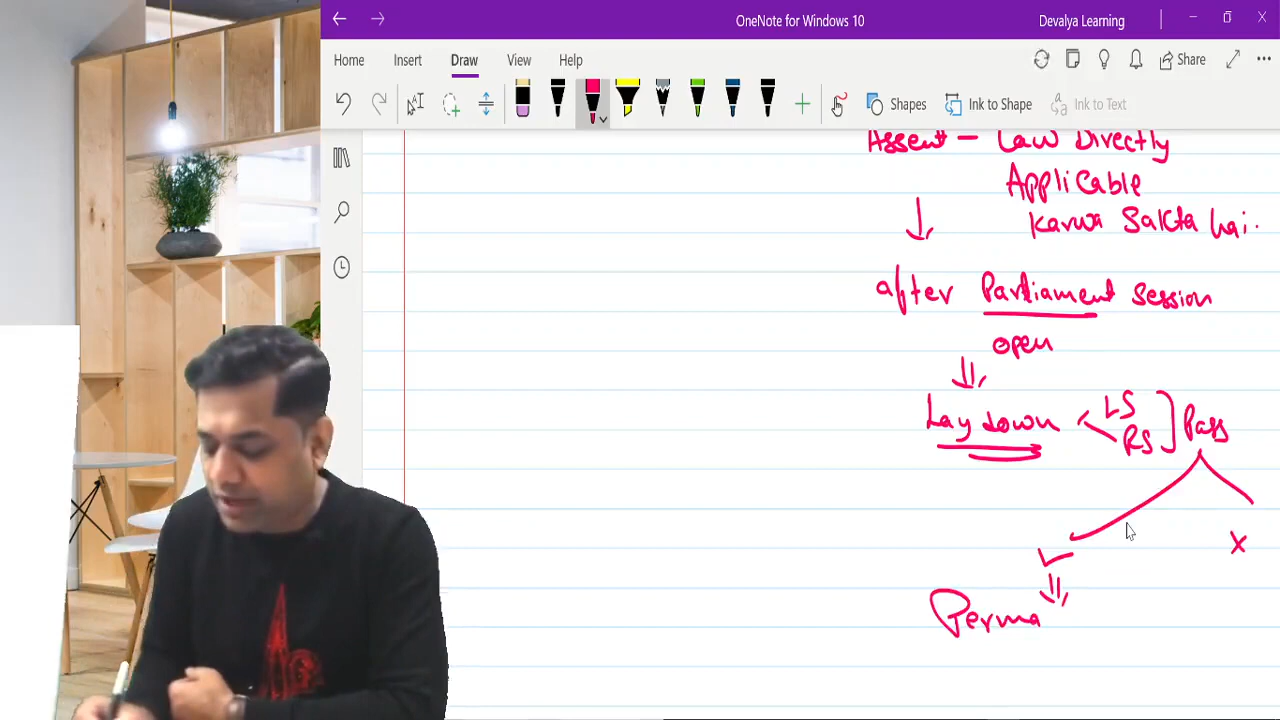 OneNote for Windows 10
Devalya Learning
Home Insert Draw View Help
Share
Shapes
Ink to Shape
Ink to Text
Assent – Law Directly
Applicable
Karwa Sakta hai.
after Parliament session
open
Lay down LS RS ] Pass
Perma